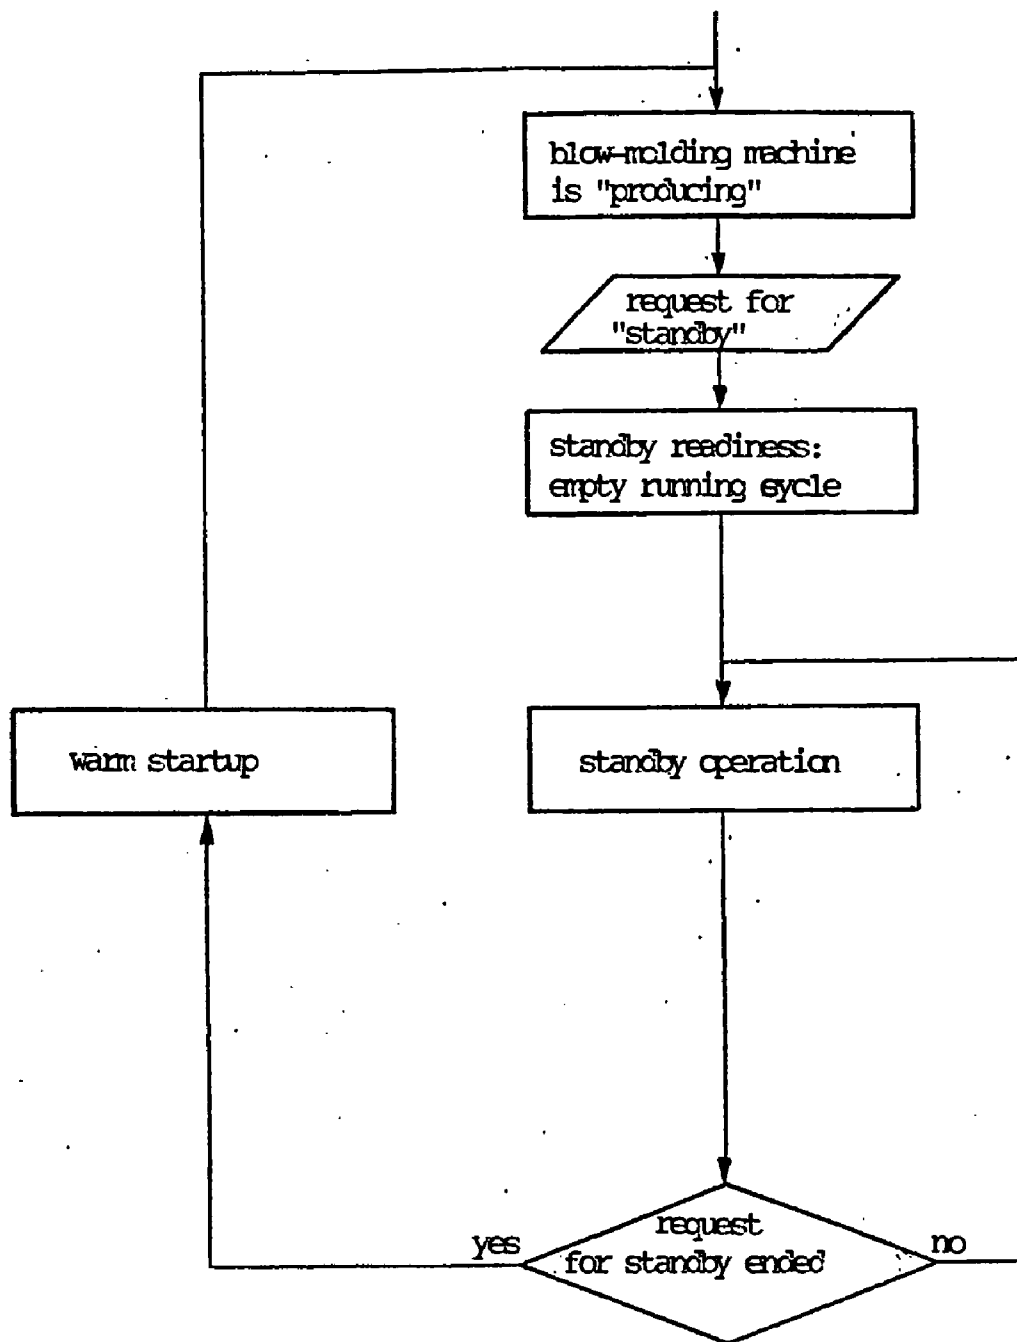 blow-molding machine
is "producing"
request for
"standby"
standby readiness:
empty running eycle
warm startup
standby operation
yes
request
for standby ended
no